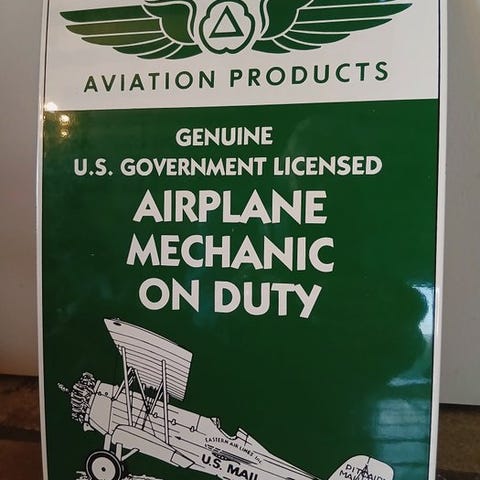 AVIATION PRODUCTS
GENUINE
U.S. GOVERNMENT LICENSED
AIRPLANE
MECHANIC
ON DUTY
EASTERN AIR LINES INC.
U.S. MAIL